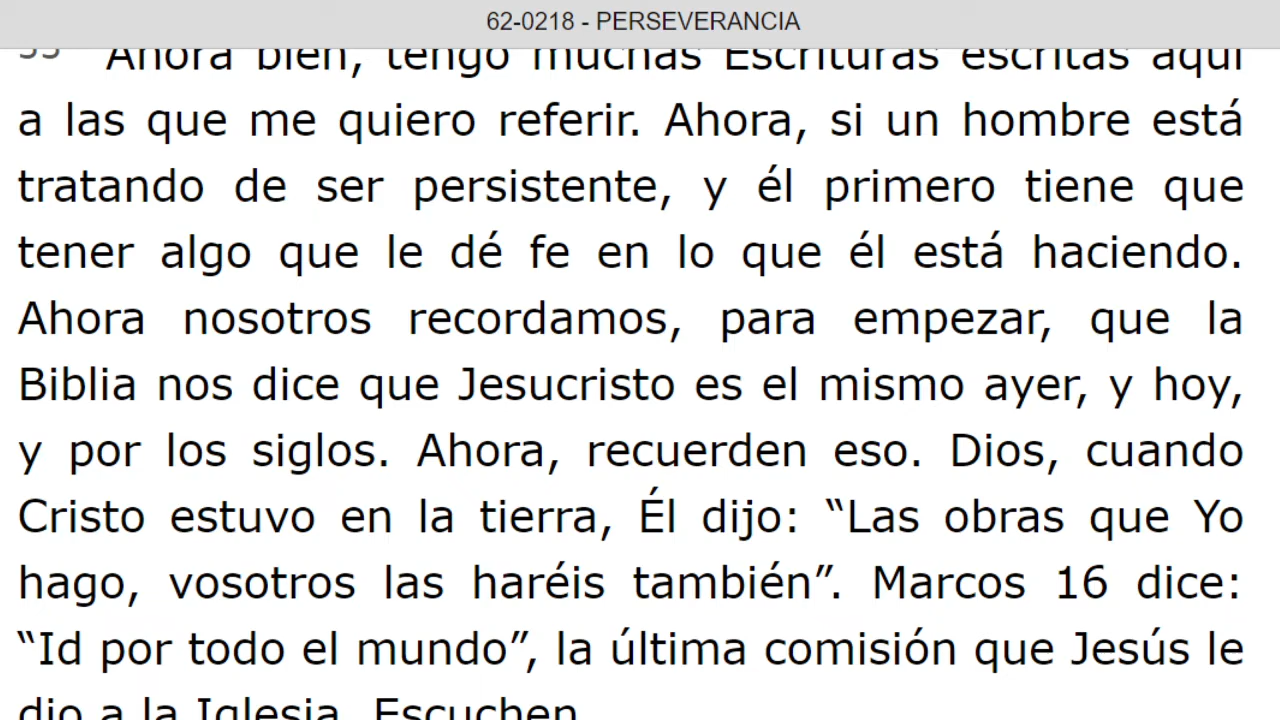 62-0218 - PERSEVERANCIA
Ahora bien, tengo muchas Escrituras escritas aquí
a las que me quiero referir. Ahora, si un hombre está
tratando de ser persistente, y él primero tiene que
tener algo que le dé fe en lo que él está haciendo.
Ahora nosotros recordamos, para empezar, que la
Biblia nos dice que Jesucristo es el mismo ayer, y hoy,
y por los siglos. Ahora, recuerden eso. Dios, cuando
Cristo estuvo en la tierra, Él dijo: “Las obras que Yo
hago, vosotros las haréis también”. Marcos 16 dice:
“Id por todo el mundo”, la última comisión que Jesús le
dio a la Iglesia. Escuchen